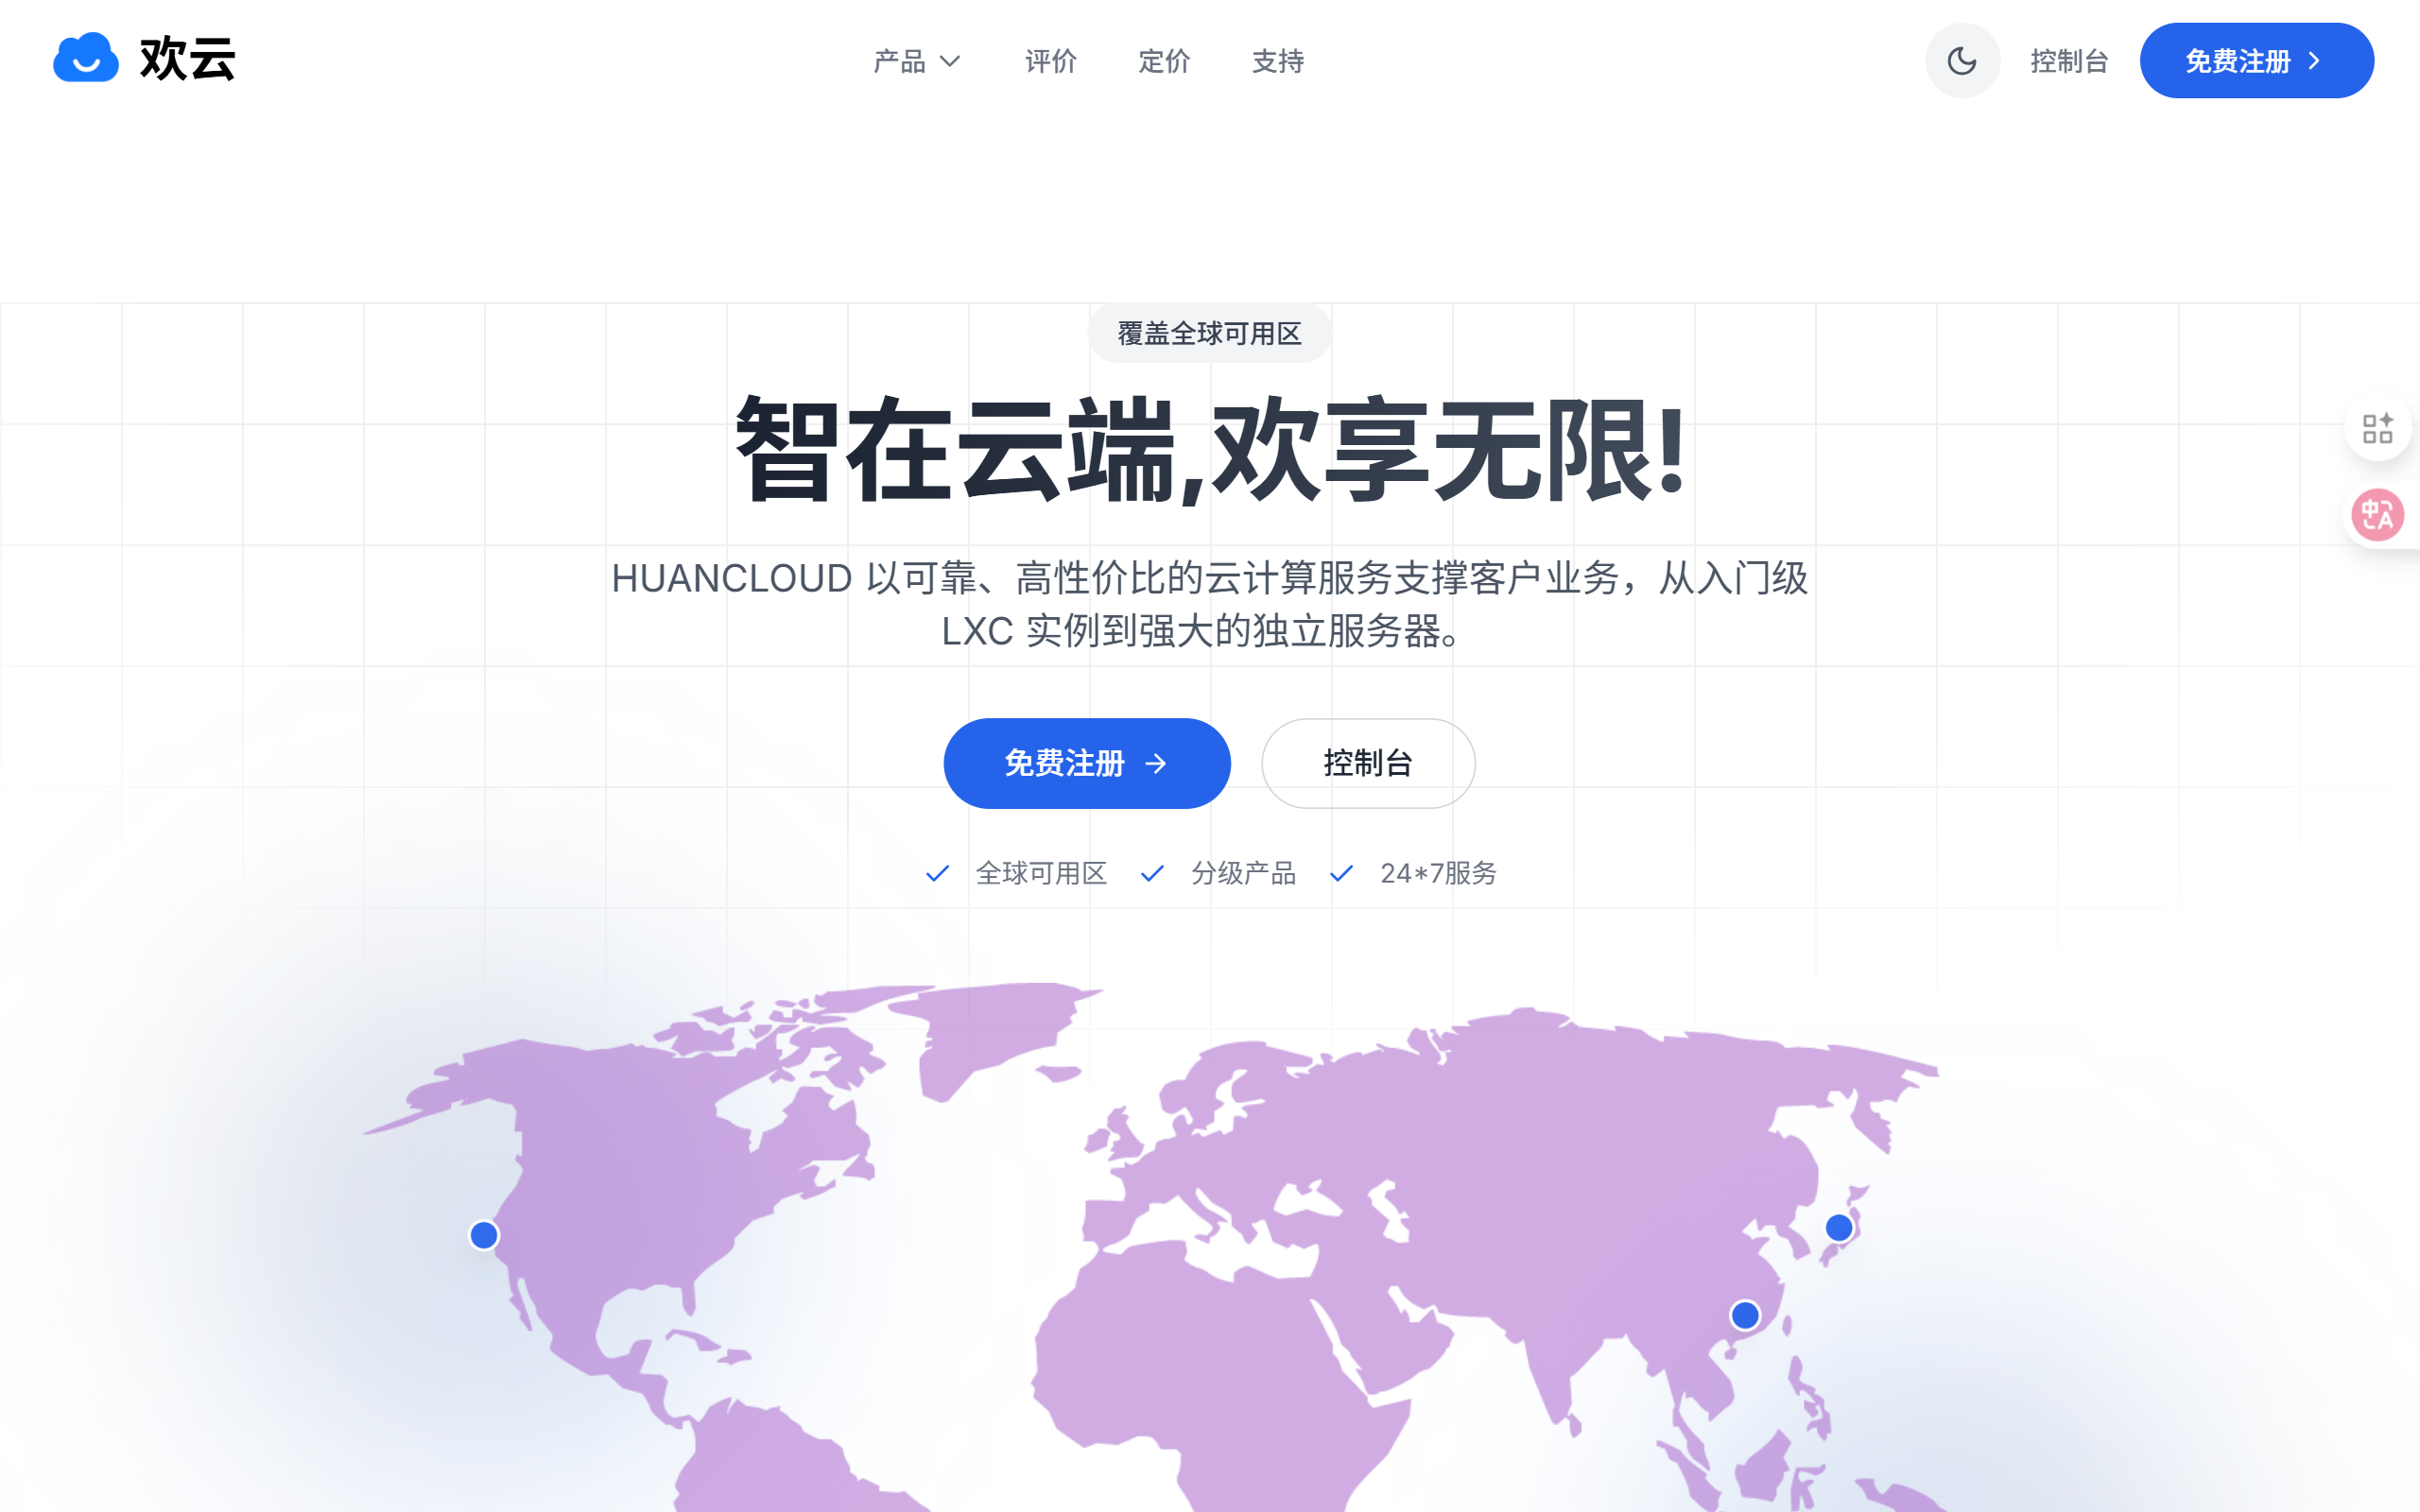 欢云
产品
评价
定价
支持
控制台
免费注册
覆盖全球可用区
智在云端,欢享无限!
HUANCLOUD 以可靠、高性价比的云计算服务支撑客户业务，从入门级
LXC 实例到强大的独立服务器。
免费注册
控制台
全球可用区
分级产品
24*7服务
中A